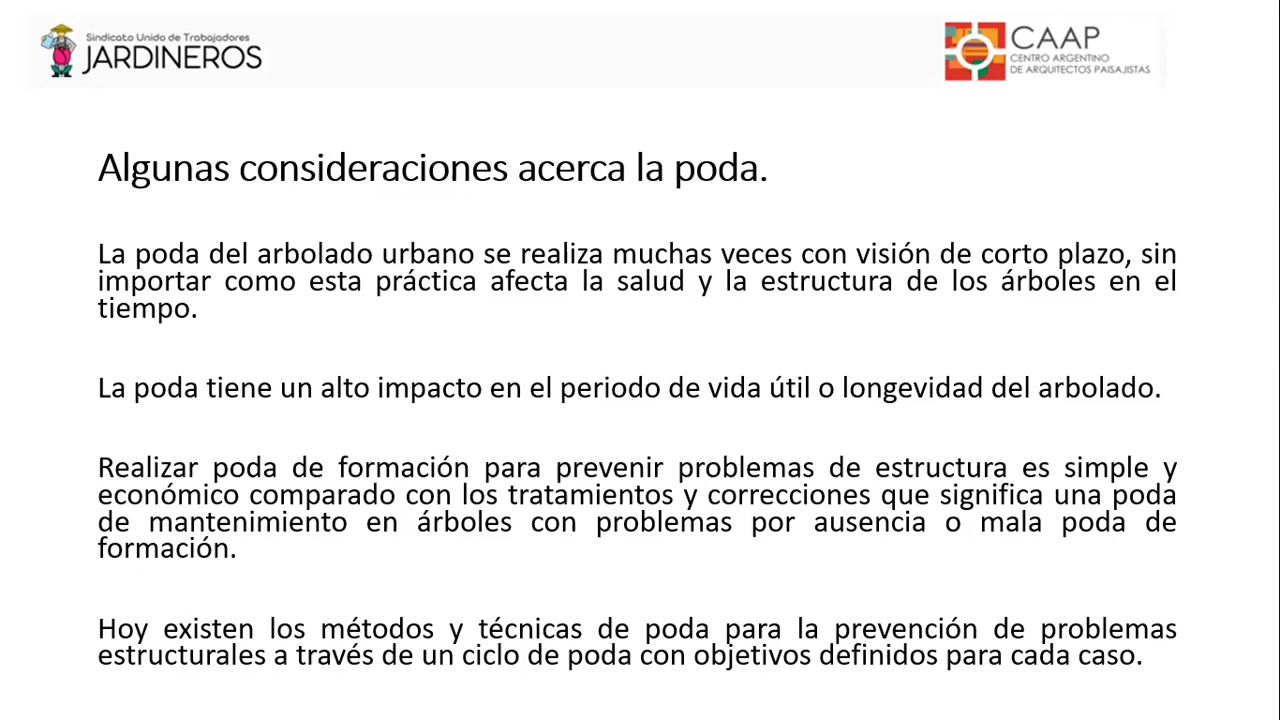 Sindicato Unido de Trabajadores
JARDINEROS
CAAP
CENTRO ARGENTINO
DE ARQUITECTOS PAISAJISTAS
Algunas consideraciones acerca la poda.
La poda del arbolado urbano se realiza muchas veces con visión de corto plazo, sin
importar como esta práctica afecta la salud y la estructura de los árboles en el
tiempo.
La poda tiene un alto impacto en el periodo de vida útil o longevidad del arbolado.
Realizar poda de formación para prevenir problemas de estructura es simple y
económico comparado con los tratamientos y correcciones que significa una poda
de mantenimiento en árboles con problemas por ausencia o mala poda de
formación.
Hoy existen los métodos y técnicas de poda para la prevención de problemas
estructurales a través de un ciclo de poda con objetivos definidos para cada caso.